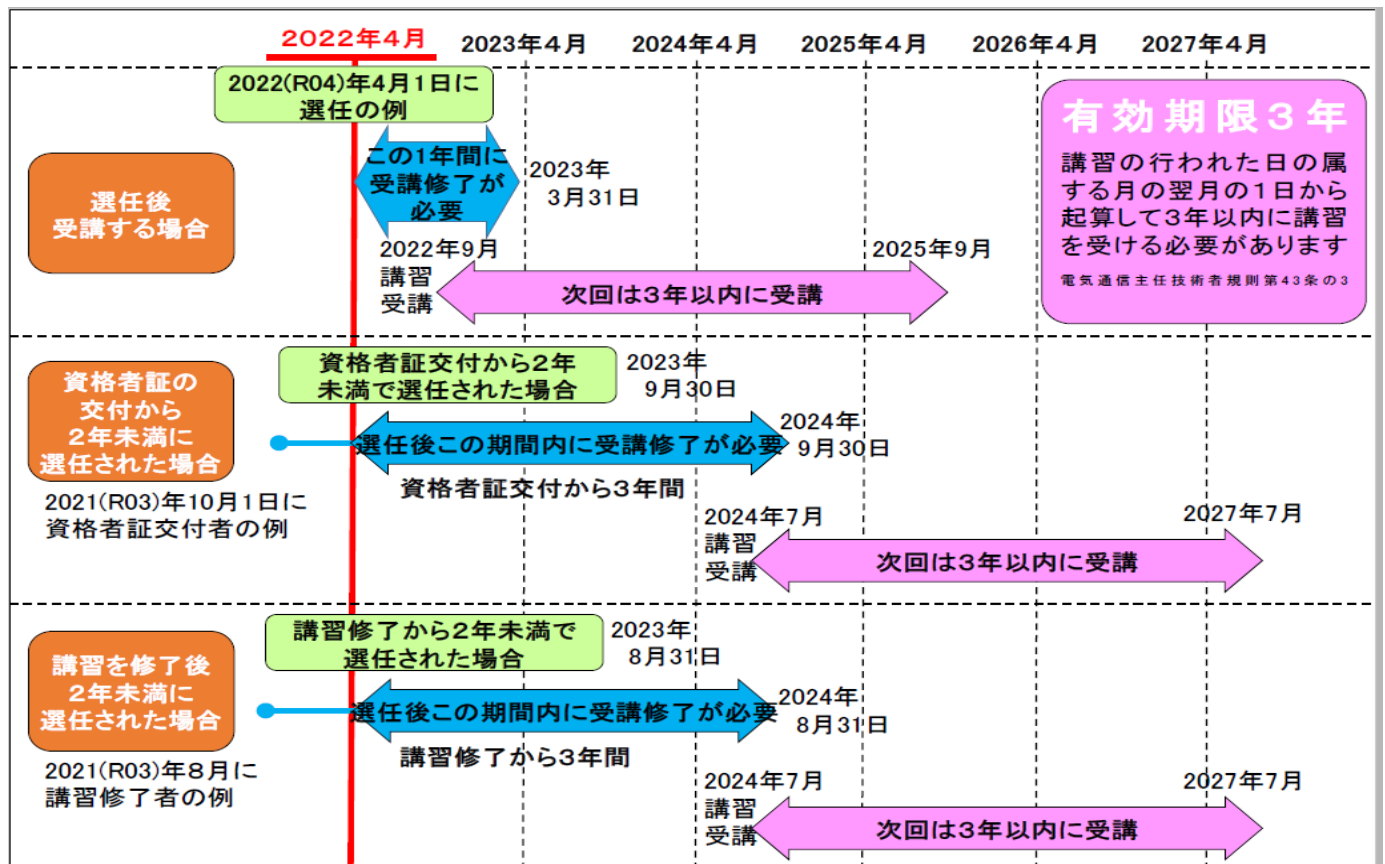 2022年4月
2023年4月
2024年4月
2025年4月
2026年4月
2027年4月
2022(R04)年4月1日に
選任の例
有効期限3年
講習の行われた日の属
する月の翌月の1日から
起算して3年以内に講習
を受ける必要があります
電気通信主任技術者規則第43条の3
選任後
受講する場合
この1年間に
受講修了が
必要
2023年
3月31日
2022年9月
講習
受講
2025年9月
次回は3年以内に受講
資格者証の
交付から
2年未満に
選任された場合
2021(R03)年10月1日に
資格者証交付者の例
資格者証交付から2年
未満で選任された場合
2023年
9月30日
選任後この期間内に受講修了が必要
2024年
9月30日
資格者証交付から3年間
2024年7月
講習
受講
2027年7月
次回は3年以内に受講
講習を修了後
2年未満に
選任された場合
2021(R03)年8月に
講習修了者の例
講習修了から2年未満で
選任された場合
2023年
8月31日
選任後この期間内に受講修了が必要
2024年
8月31日
講習修了から3年間
2024年7月
講習
受講
2027年7月
次回は3年以内に受講